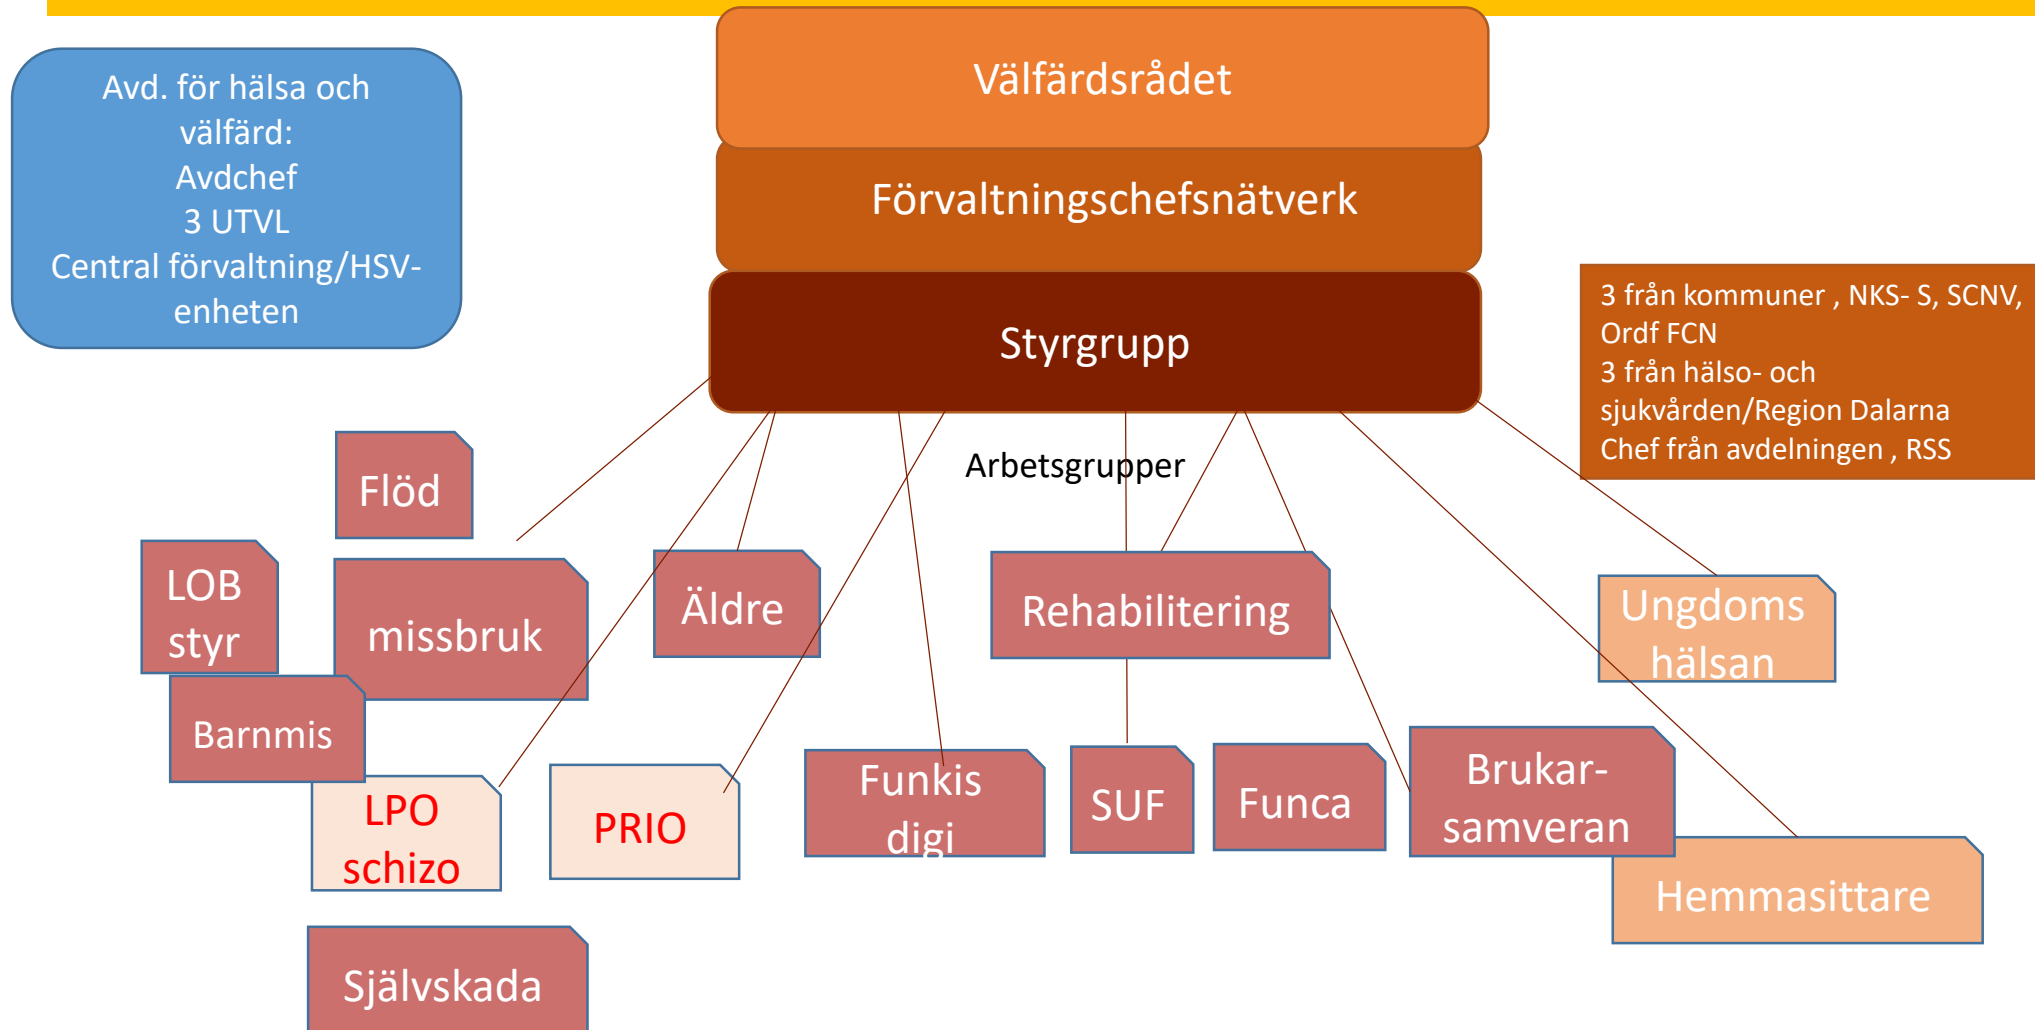 Avd. för hälsa och
välfärd:
Avdchef
3 UTVL
Central förvaltning/HSV-
enheten
Välfärdsrådet
Förvaltningschefsnätverk
Styrgrupp
3 från kommuner , NKS- S, SCNV,
Ordf FCN
3 från hälso- och
sjukvården/Region Dalarna
Chef från avdelningen , RSS
Arbetsgrupper
Flöd
LOB
styr
missbruk
Äldre
Rehabilitering
Ungdoms
hälsan
Barnmis
LPO
schizo
PRIO
Funkis
digi
SUF
Funca
Brukar-
samveran
Hemmasittare
Självskada